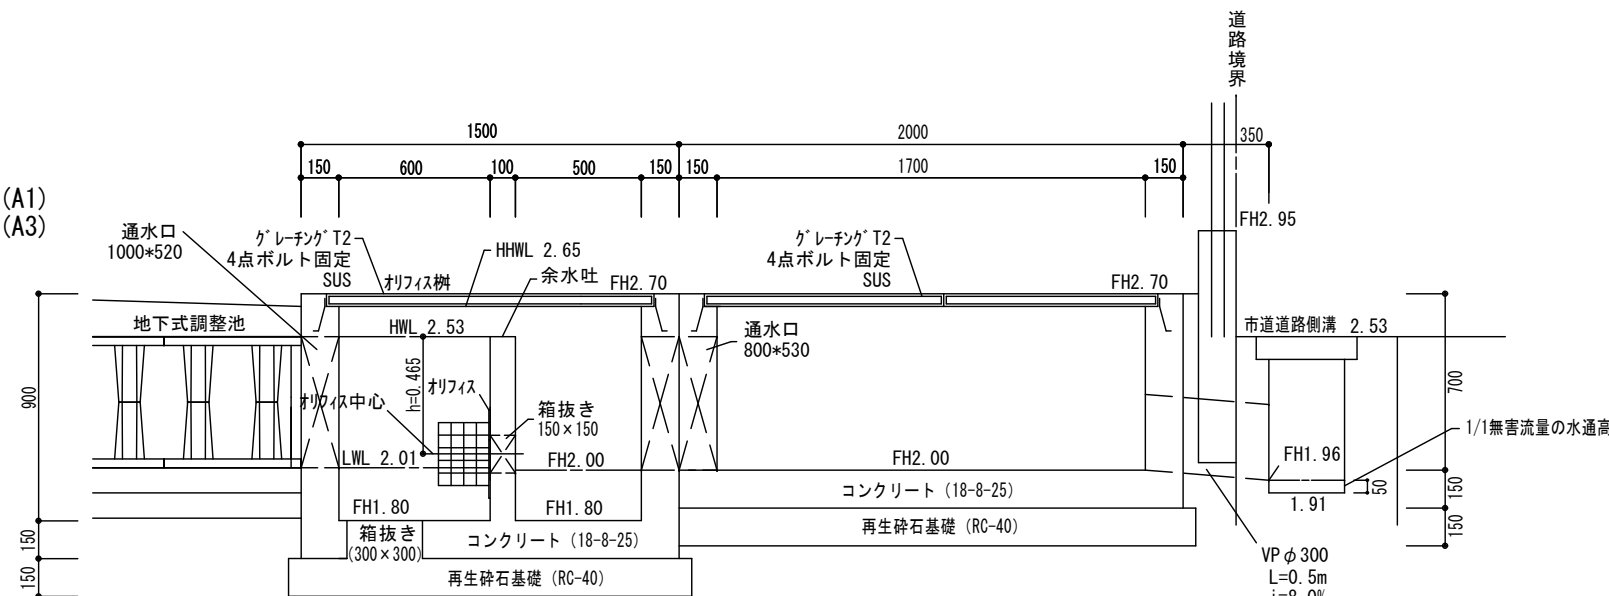 道路境界
1500
2000
350
150
600
100
500
150
150
1700
150
(A1)
(A3)
FH2.95
通水口
1000*520
グレーチングT2
4点ボルト固定
SUS
オリフィス桝
HHWL 2.65
余水吐
FH2.70
グレーチングT2
4点ボルト固定
SUS
FH2.70
地下式調整池
HWL 2.53
通水口
800*530
市道道路側溝 2.53
900
h=0.465
オリフィス
オリフィス中心
箱抜き
150×150
700
1/1無害流量の水通高
LWL 2.01
FH2.00
FH2.00
FH1.96
50
コンクリート (18-8-25)
1.91
150
FH1.80
FH1.80
箱抜き
(300×300)
コンクリート (18-8-25)
再生砕石基礎 (RC-40)
150
150
VPφ300
L=0.5m
再生砕石基礎 (RC-40)
150